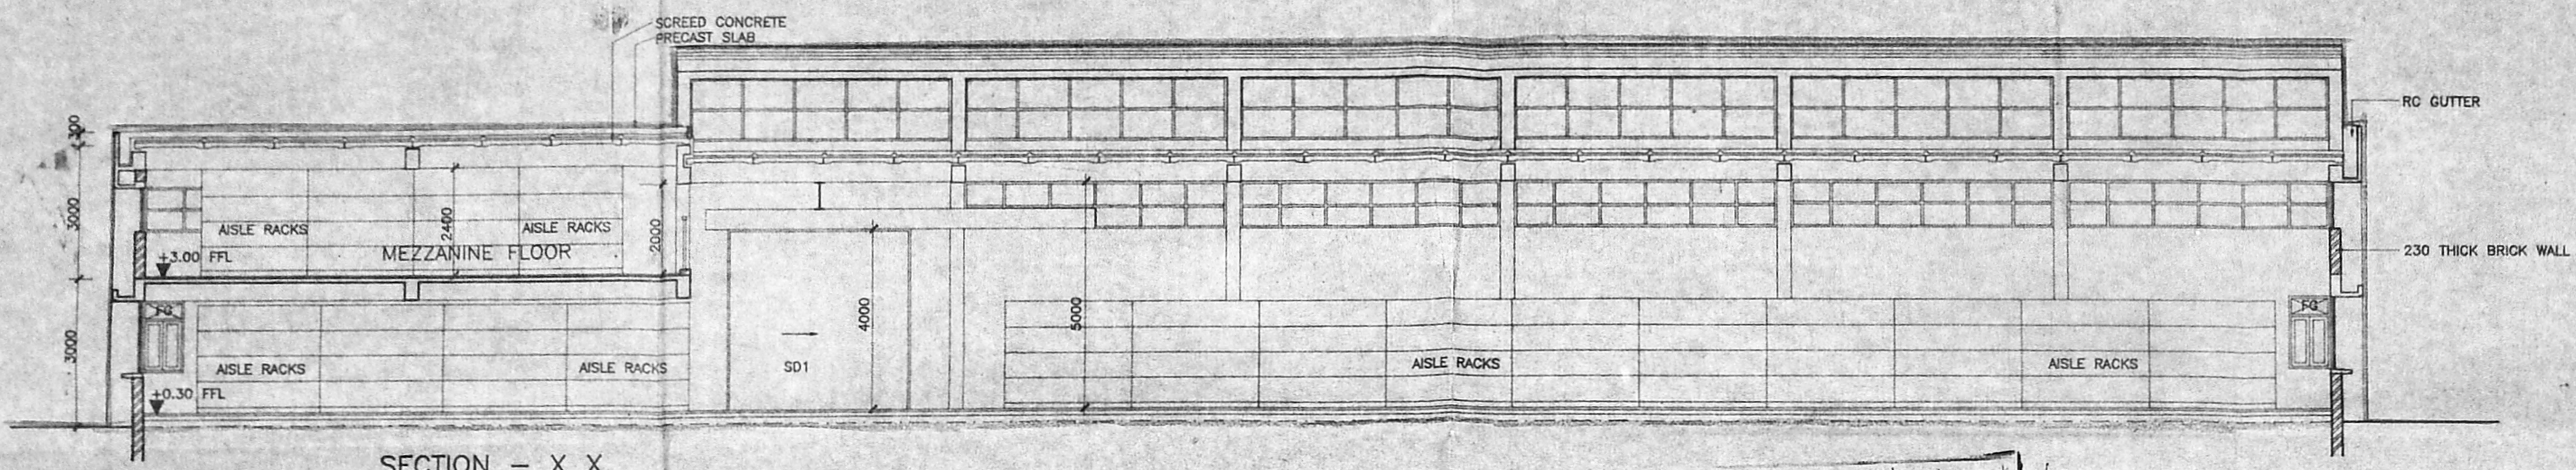 SCREED CONCRETE
PRECAST SLAB
RC GUTTER
300
3000
AISLE RACKS
2400
AISLE RACKS
2000
MEZZANINE FLOOR
+3.00 FFL
230 THICK BRICK WALL
FG
FG
3000
4000
5000
AISLE RACKS
AISLE RACKS
SD1
AISLE RACKS
AISLE RACKS
+0.30 FFL
SECTION - X X